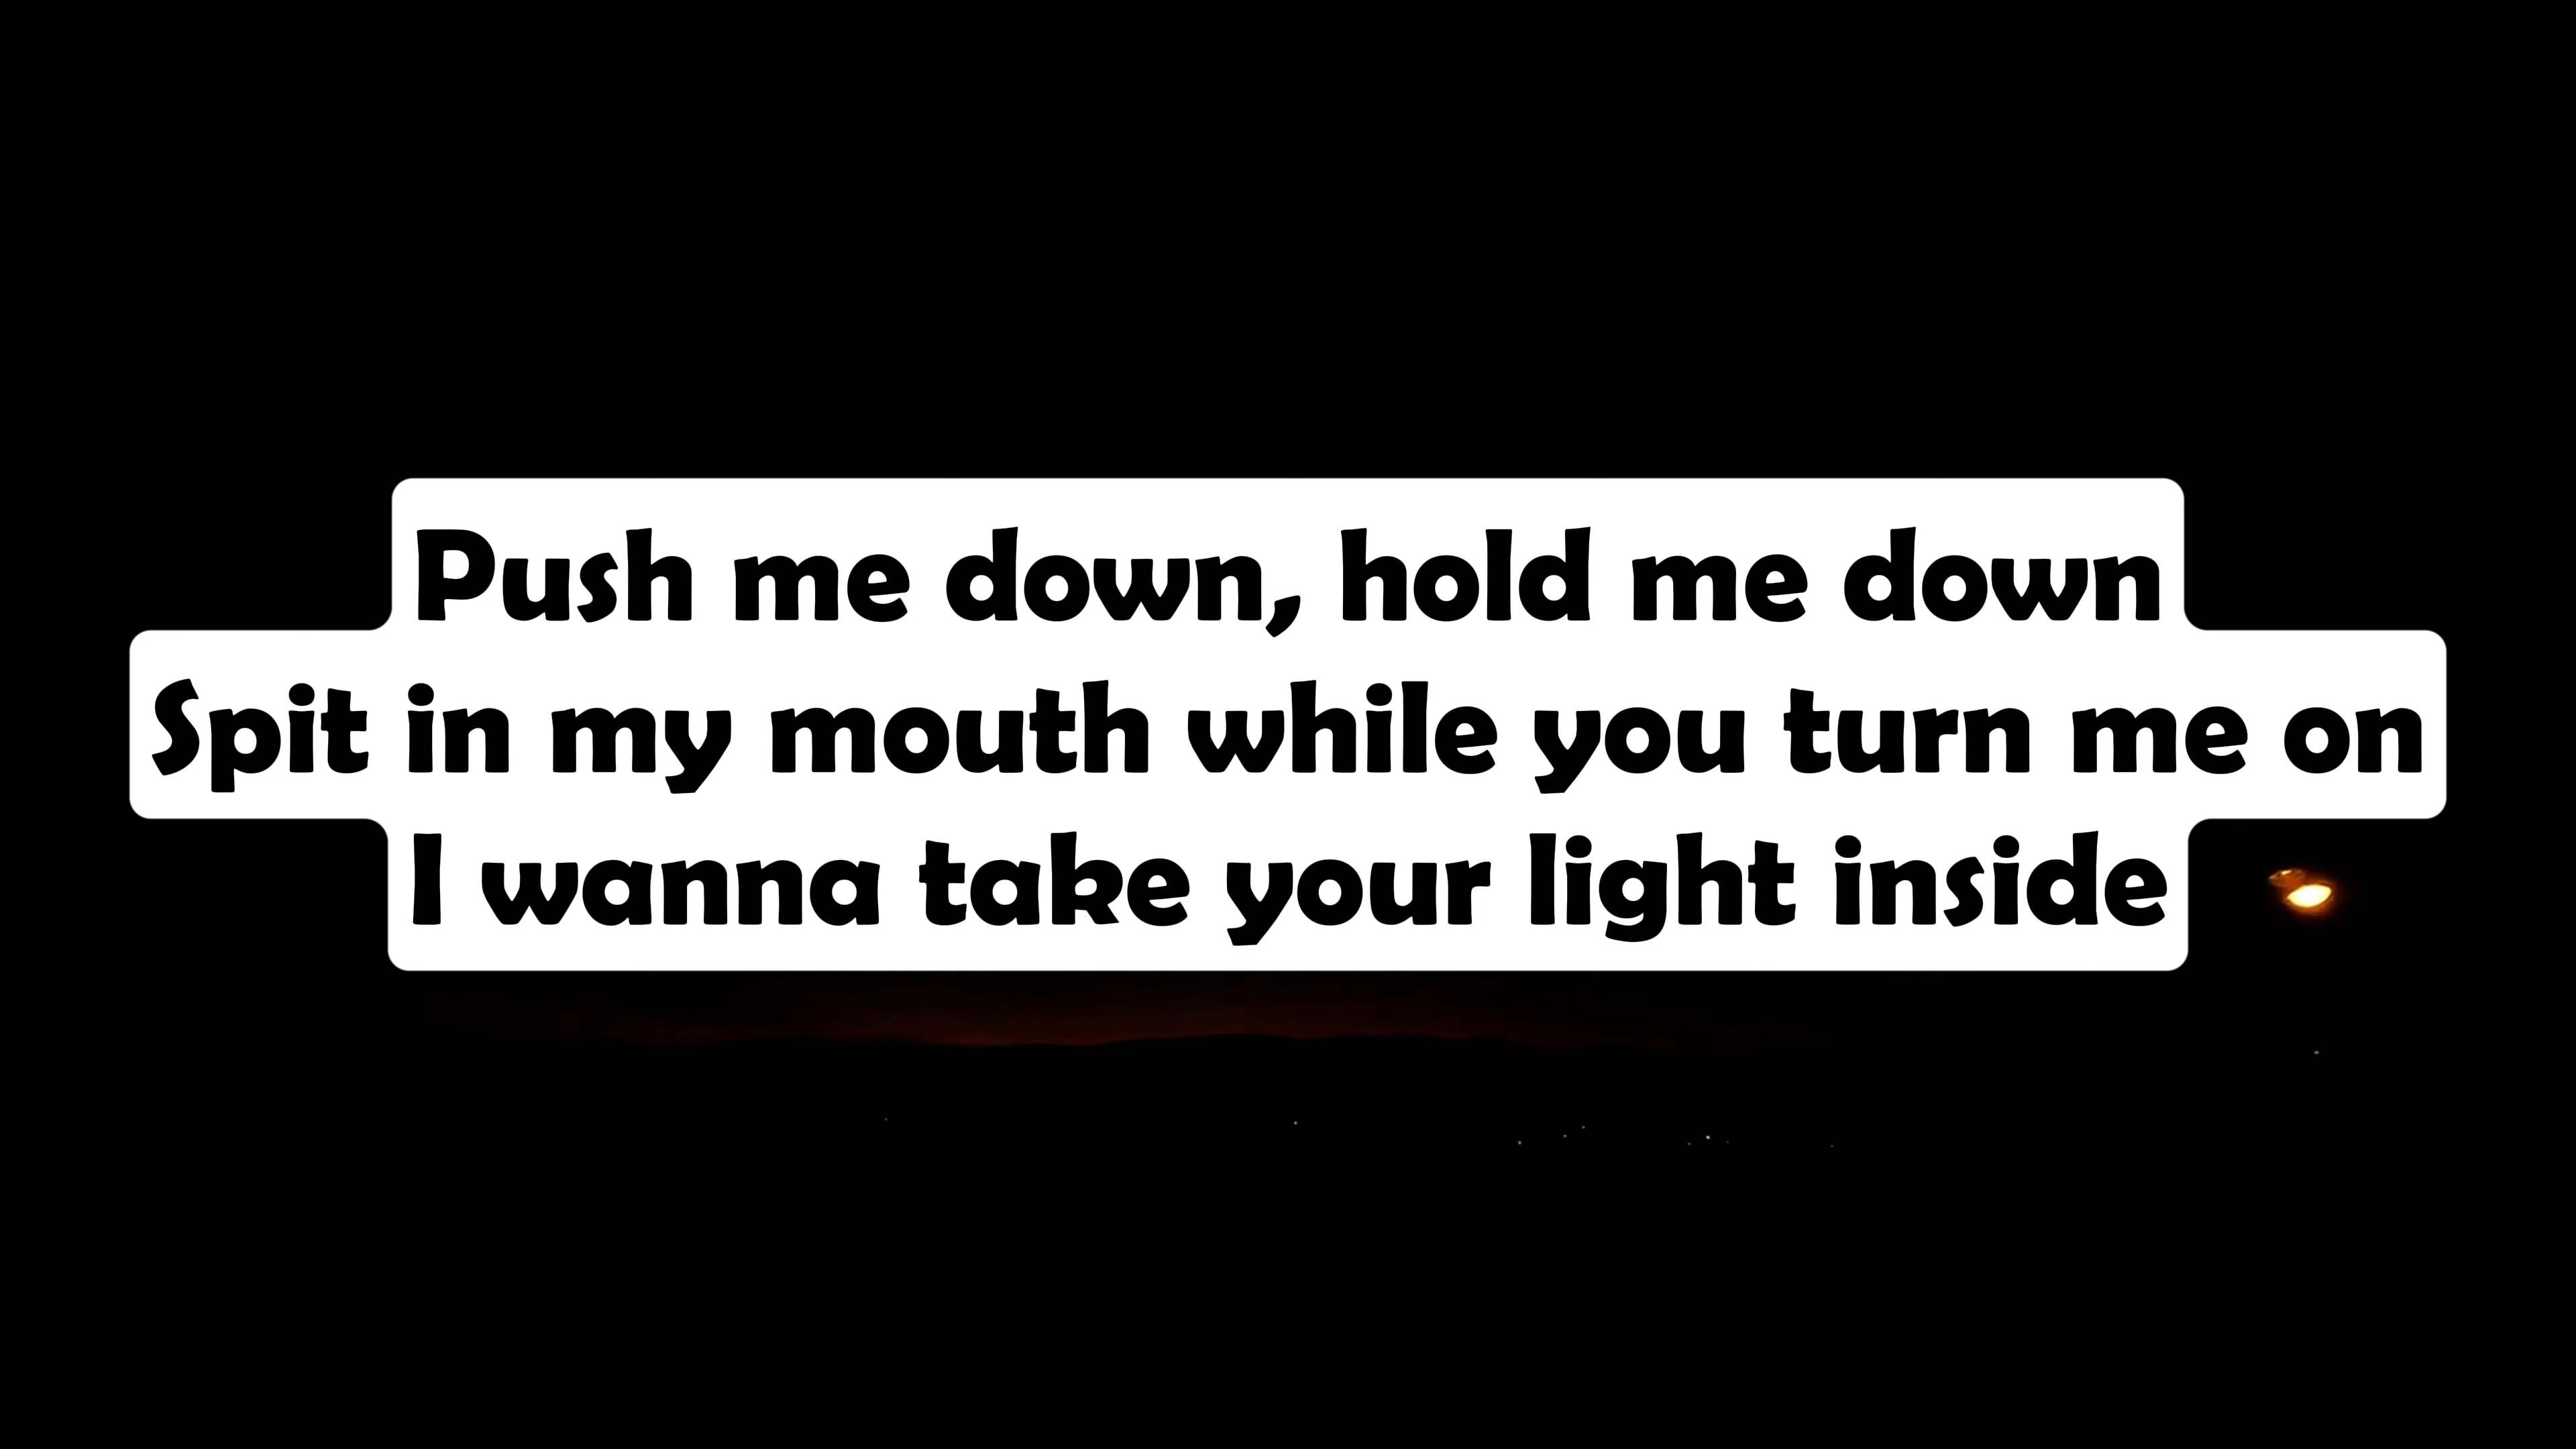 Push me down, hold me down
Spit in my mouth while you turn me on
I wanna take your light inside